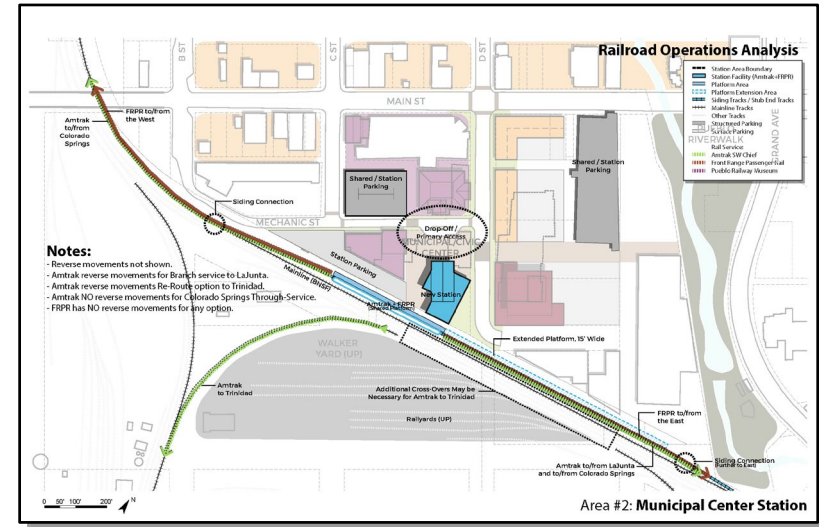 Railroad Operations Analysis
Station Area Boundary
Station Facility (Amtrak+FRPR)
Platform Area
Platform Extension Area
Siding Tracks / Stub End Tracks
Mainline Tracks
Other Tracks
Structured Parking
Surface Parking
Rail Service
Amtrak SW Chief
Front Range Passenger Rail
Pueblo Railway Museum
RIVERWALK
GRAND AVE
B ST
C ST
D ST
MAIN ST
FRPR to/from
the West
Amtrak
to/from
Colorado
Springs
Shared / Station
Parking
Shared / Station
Parking
Siding Connection
MECHANIC ST
Drop-Off /
Primary Access
MUNICIPAL/CIVIC
CENTER
Notes:
- Reverse movements not shown.
- Amtrak reverse movements for Branch service to LaJunta.
- Amtrak reverse movements Re-Route option to Trinidad.
- Amtrak NO reverse movements for Colorado Springs Through-Service.
- FRPR has NO reverse movements for any option.
Station Parking
Mainline (BNSF)
New Station
Amtrak + FRPR
(Shared Platform)
Extended Platform, 15' Wide
WALKER
YARD (UP)
Amtrak
to Trinidad
Additional Cross-Overs May be
Necessary for Amtrak to Trinidad
Railyards (UP)
FRPR to/from
the East
Siding Connection
(Further to East)
Amtrak to/from LaJunta
and to/from Colorado Springs
0 50' 100' 200'
N
Area #2: Municipal Center Station